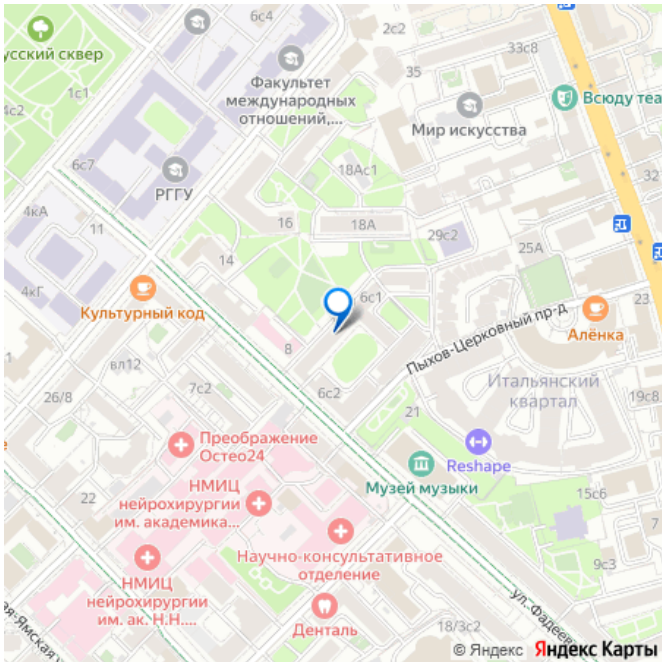 6с4
2с2
33с8
усский сквер
Факультет
международных
отношений,...
35
Всюду теа
1с1
4с2
Мир искусства
6с7
РГГУ
18Ас1
4кА
11
16
18А
29с2
25А
14
4кГ
6с1
23
Культурный код
Пыхов-Церковный пр-д
Алёнка
8
вл12
7с2
6с2
Итальянский
квартал
19с8
26/8
21
е
Преображение
Остео24
Reshape
Музей музыки
22
НМИЦ
нейрохирургии
им. академика...
15с6
Научно-консультативное
отделение
9с3
НМИЦ
нейрохирургии
им. ак. Н.Н....
ул. Фадеев
ая-Ямская у
Денталь
18/3с2
© Яндекс Яндекс Карты